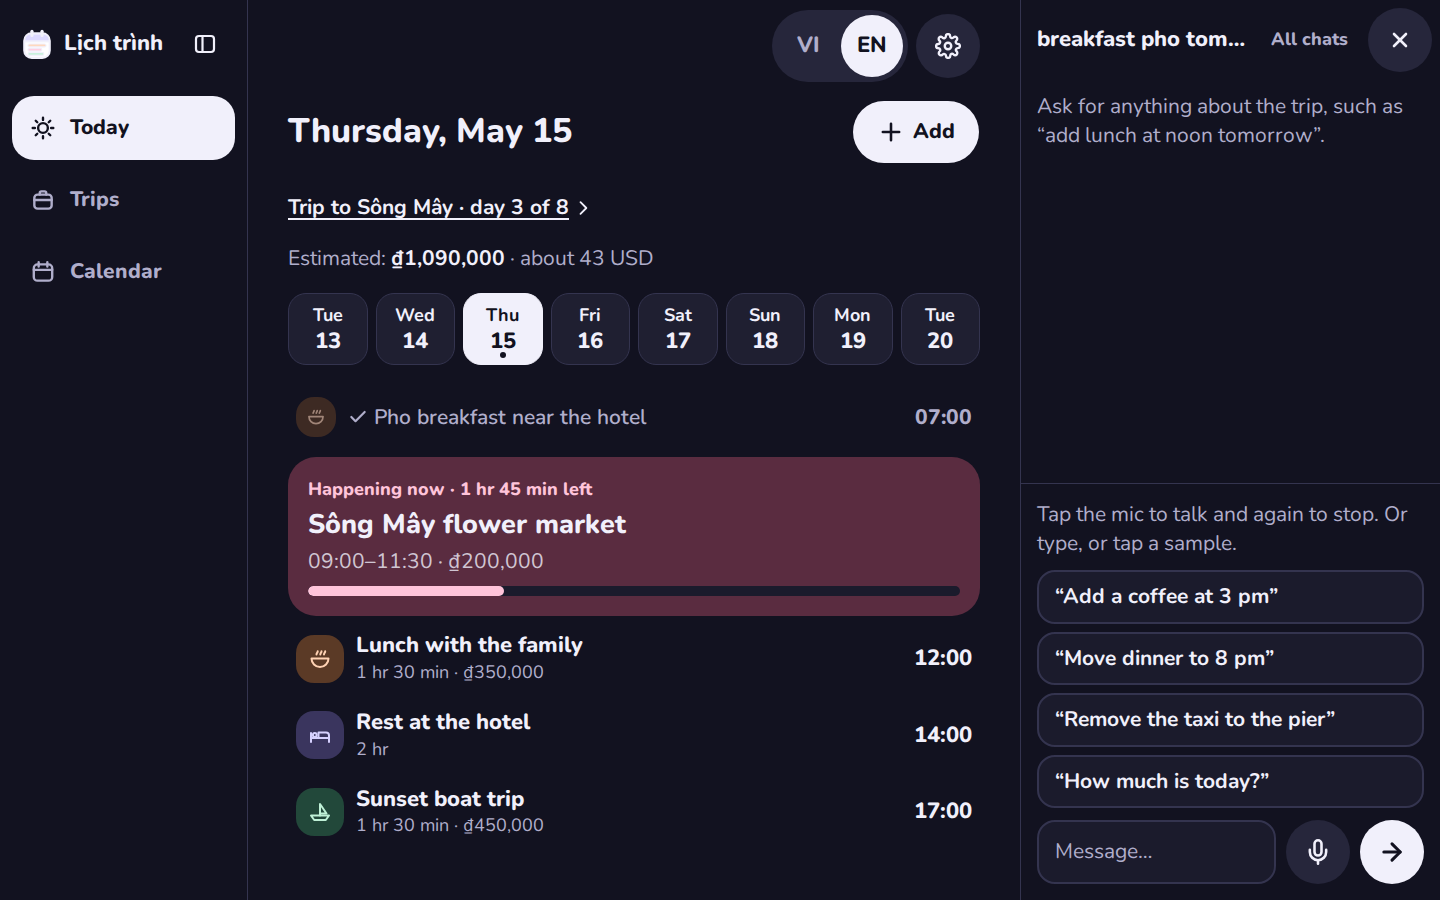 Lịch trình
Today
Trips
Calendar
VI
EN
Thursday, May 15
Add
Trip to Sông Mây · day 3 of 8
Estimated: ₫1,090,000 · about 43 USD
Tue
13
Wed
14
Thu
15
Fri
16
Sat
17
Sun
18
Mon
19
Tue
20
Pho breakfast near the hotel
07:00
Happening now · 1 hr 45 min left
Sông Mây flower market
09:00–11:30 · ₫200,000
Lunch with the family
1 hr 30 min · ₫350,000
12:00
Rest at the hotel
2 hr
14:00
Sunset boat trip
1 hr 30 min · ₫450,000
17:00
breakfast pho tom...
All chats
Ask for anything about the trip, such as
“add lunch at noon tomorrow”.
Tap the mic to talk and again to stop. Or
type, or tap a sample.
“Add a coffee at 3 pm”
“Move dinner to 8 pm”
“Remove the taxi to the pier”
“How much is today?”
Message...